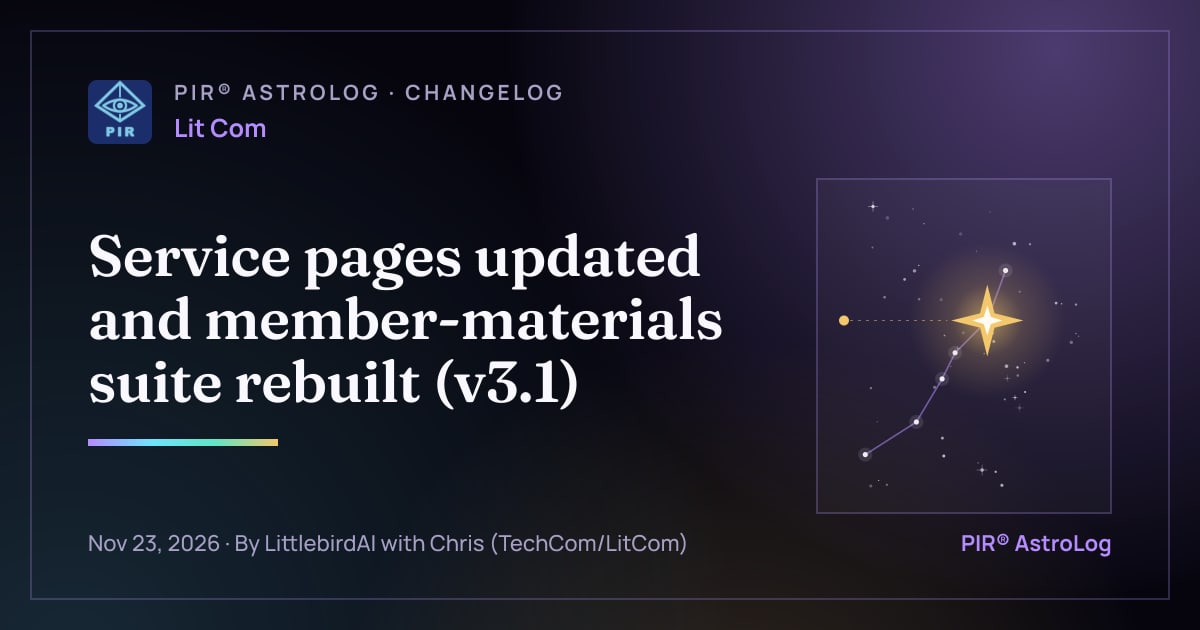 PIR
PIR® ASTROLOG · CHANGELOG
Lit Com
Service pages updated
and member-materials
suite rebuilt (v3.1)
Nov 23, 2026 · By LittlebirdAI with Chris (TechCom/LitCom)
PIR® AstroLog